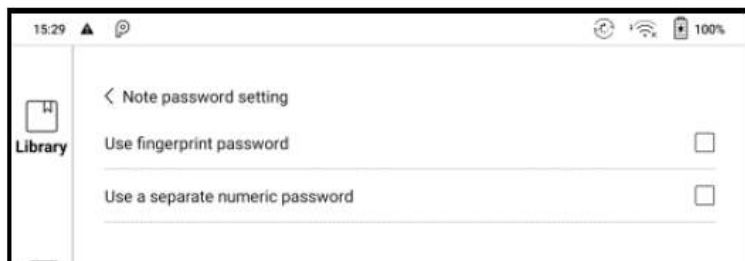 15:29
100%
Note password setting
Library
Use fingerprint password
Use a separate numeric password